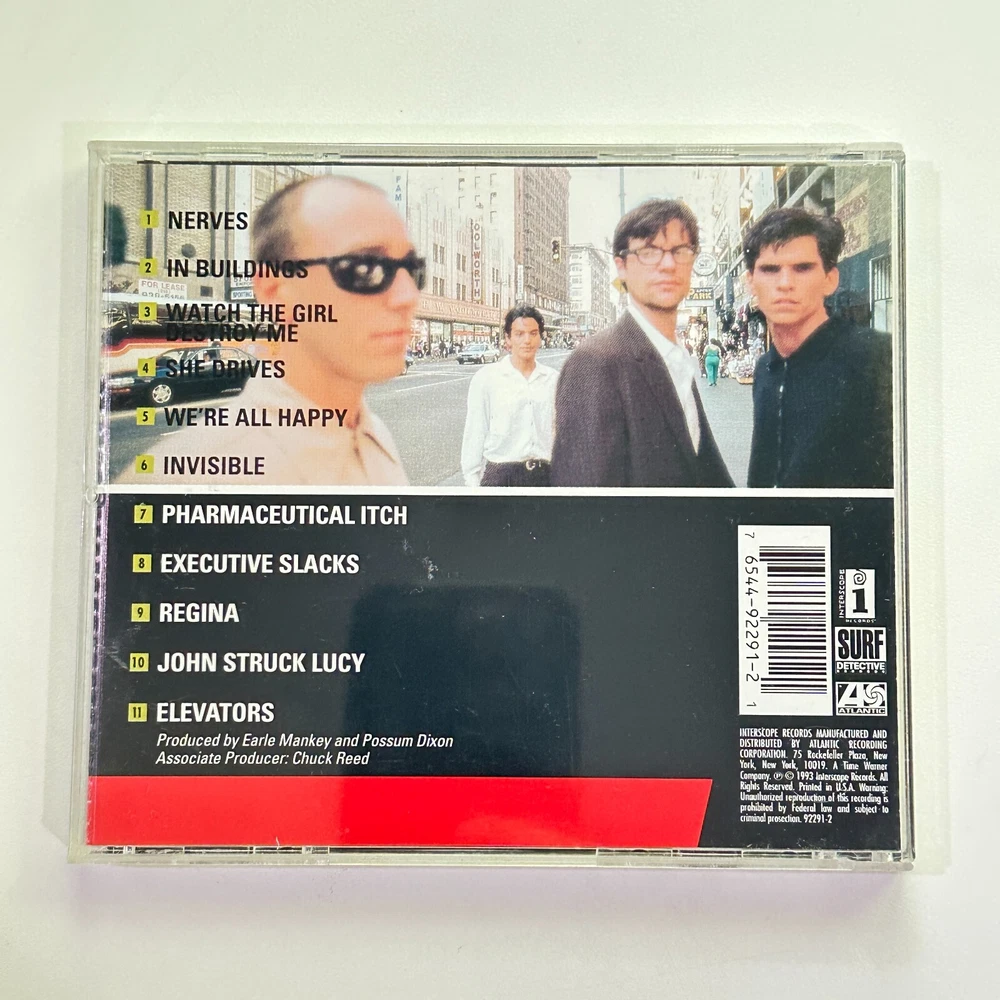 1 NERVES
2 IN BUILDINGS
3 WATCH THE GIRL
DESTROY ME
4 SHE DRIVES
5 WE'RE ALL HAPPY
6 INVISIBLE
7 PHARMACEUTICAL ITCH
8 EXECUTIVE SLACKS
9 REGINA
10 JOHN STRUCK LUCY
11 ELEVATORS
Produced by Earle Mankey and Possum Dixon
Associate Producer: Chuck Reed
FOR LEASE
FAM
OOLWORTH
PARK
7 6544-92291-2 1
INTERSCOPE
RECORDS
SURF
DETECTIVE
RECORDS
ATLANTIC
INTERSCOPE RECORDS MANUFACTURED AND
DISTRIBUTED BY ATLANTIC RECORDING
CORPORATION. 75 Rockefeller Plaza, New
York, New York, 10019. A Time Warner
Company. ℗ © 1993 Interscope Records. All
Rights Reserved. Printed in U.S.A. Warning:
Unauthorized reproduction of this recording is
prohibited by Federal law and subject to
criminal prosection. 92291-2